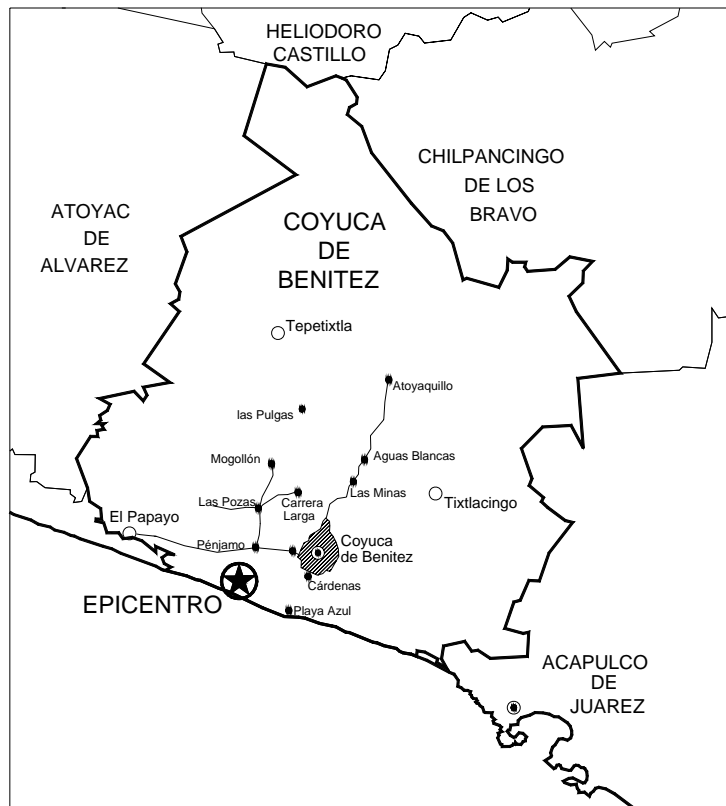 HELIODORO
CASTILLO
CHILPANCINGO
DE LOS
BRAVO
ATOYAC
DE
ALVAREZ
COYUCA
DE
BENITEZ
Tepetixtla
Atoyaquillo
las Pulgas
Mogollón
Aguas Blancas
Las Minas
Tixtlacingo
Las Pozas
Carrera
Larga
El Papayo
Pénjamo
Coyuca
de Benitez
Cárdenas
EPICENTRO
Playa Azul
ACAPULCO
DE
JUAREZ